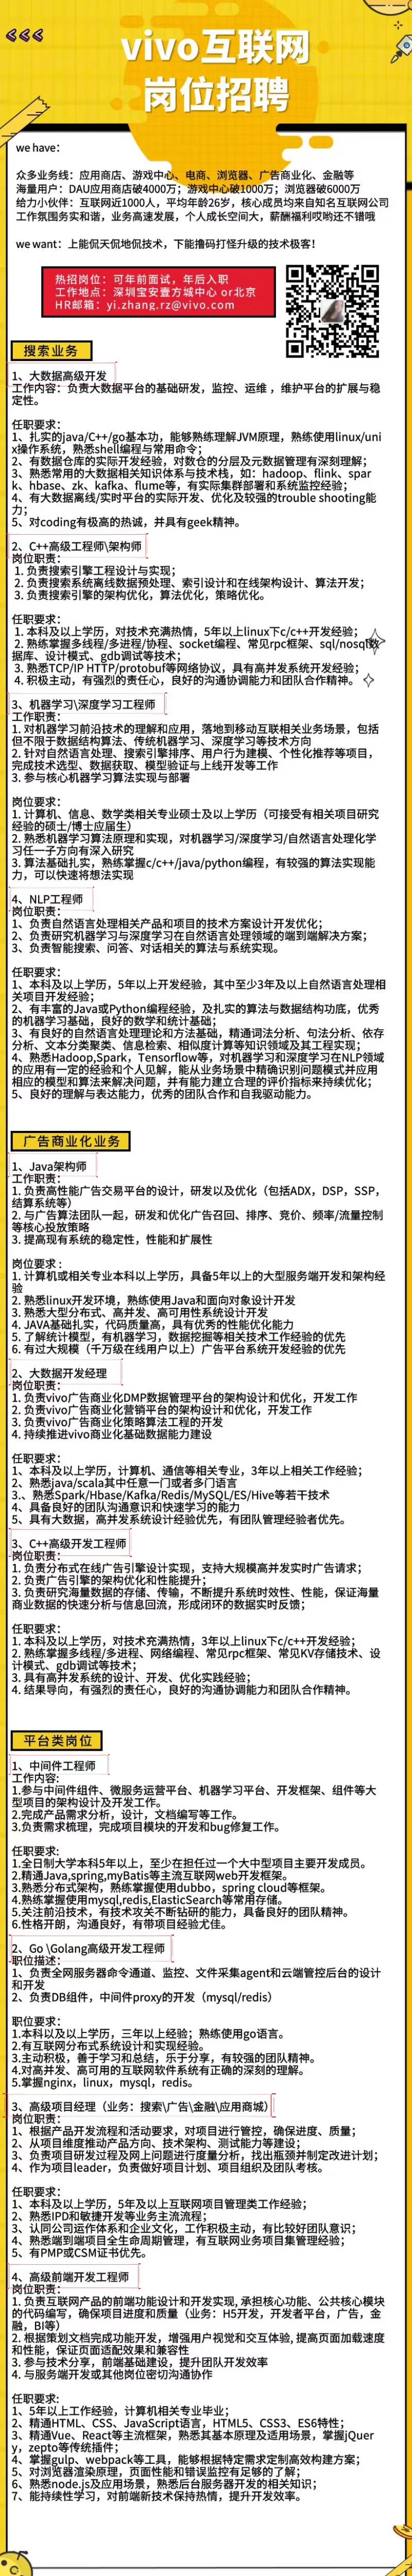 vivo互联网
岗位招聘
we have：
众多业务线：应用商店、游戏中心、电商、浏览器、广告商业化、金融等
海量用户：DAU应用商店破4000万；游戏中心破1000万；浏览器破6000万
给力小伙伴：互联网近1000人，平均年龄26岁，核心成员均来自知名互联网公司
工作氛围务实和谐，业务高速发展，个人成长空间大，薪酬福利哎哟还不错哦
we want：上能侃天侃地侃技术，下能撸码打怪升级的技术极客！
热招岗位：可年前面试，年后入职
工作地点：深圳宝安壹方城中心 or北京
HR邮箱：yi.zhang.rz@vivo.com
搜索业务
1、大数据高级开发
工作内容：负责大数据平台的基础研发，监控、运维 ，维护平台的扩展与稳
定性。
任职要求：
1、扎实的java/C++/go基本功，能够熟练理解JVM原理，熟练使用linux/uni
x操作系统，熟悉shell编程与常用命令；
2、有数据仓库的实际开发经验，对数仓的分层及元数据管理有深刻理解；
3、熟悉常用的大数据相关知识体系与技术栈，如：hadoop、flink、spar
k、hbase、zk、kafka、flume等，有实际集群部署和系统监控经验；
4、有大数据离线/实时平台的实际开发、优化及较强的trouble shooting能
力；
5、对coding有极高的热诚，并具有geek精神。
2、C++高级工程师\架构师
岗位职责：
1. 负责搜索引擎工程设计与实现；
2. 负责搜索系统离线数据预处理、索引设计和在线架构设计、算法开发；
3. 负责搜索引擎的架构优化，算法优化，策略优化。
任职要求：
1. 本科及以上学历，对技术充满热情，5年以上linux下c/c++开发经验；
2. 熟练掌握多线程/多进程/协程、socket编程、常见rpc框架、sql/nosql数
据库、设计模式、gdb调试等技术；
3. 熟悉TCP/IP HTTP/protobuf等网络协议，具有高并发系统开发经验；
4. 积极主动，有强烈的责任心，良好的沟通协调能力和团队合作精神。
3、机器学习\深度学习工程师
工作职责：
1. 对机器学习前沿技术的理解和应用，落地到移动互联相关业务场景，包括
但不限于数据结构算法、传统机器学习、深度学习等技术方向
2. 针对自然语言处理、搜索引擎排序、用户行为建模、个性化推荐等项目，
完成技术选型、数据获取、模型验证与上线开发等工作
3. 参与核心机器学习算法实现与部署
岗位要求：
1. 计算机、信息、数学类相关专业硕士及以上学历（可接受有相关项目研究
经验的硕士/博士应届生）
2. 熟悉机器学习算法原理和实现，对机器学习/深度学习/自然语言处理化学
习任一子方向有深入研究
3. 算法基础扎实，熟练掌握c/c++/java/python编程，有较强的算法实现能
力，可以快速将想法实现
4、NLP工程师
岗位职责：
1、负责自然语言处理相关产品和项目的技术方案设计开发优化；
2、负责研究机器学习与深度学习在自然语言处理领域的端到端解决方案；
3、负责智能搜索、问答、对话相关的算法与系统实现。
任职要求：
1、本科及以上学历，5年以上开发经验，其中至少3年及以上自然语言处理相
关项目开发经验；
2、有丰富的Java或Python编程经验，及扎实的算法与数据结构功底，优秀
的机器学习基础，良好的数学和统计基础；
3、有良好的自然语言处理理论和方法基础，精通词法分析、句法分析、依存
分析、文本分类聚类、信息检索、相似度计算等知识领域及其工程实现；
4、熟悉Hadoop,Spark，Tensorflow等，对机器学习和深度学习在NLP领域
的应用有一定的经验和个人见解，能从业务场景中精确识别问题模式并应用
相应的模型和算法来解决问题，并有能力建立合理的评价指标来持续优化；
5、良好的理解与表达能力，优秀的团队合作和自我驱动能力。
广告商业化业务
1、Java架构师
工作职责：
1. 负责高性能广告交易平台的设计，研发以及优化（包括ADX，DSP，SSP，
结算系统等）
2. 与广告算法团队一起，研发和优化广告召回、排序、竞价、频率/流量控制
等核心投放策略
3. 提高现有系统的稳定性，性能和扩展性
岗位要求：
1. 计算机或相关专业本科以上学历，具备5年以上的大型服务端开发和架构经
验
2. 熟悉linux开发环境，熟练使用Java和面向对象设计开发
3. 熟悉大型分布式、高并发、高可用性系统设计开发
4. JAVA基础扎实，代码质量高，具有优秀的性能优化能力
5. 了解统计模型，有机器学习，数据挖掘等相关技术工作经验的优先
6. 有过大规模（千万级在线用户以上）广告平台系统开发经验的优先
2、大数据开发经理
岗位职责：
1. 负责vivo广告商业化DMP数据管理平台的架构设计和优化，开发工作
2. 负责vivo广告商业化营销平台的架构设计和优化，开发工作
3. 负责vivo广告商业化策略算法工程的开发
4. 持续推进vivo商业化基础数据能力建设
任职要求：
1、本科及以上学历，计算机、通信等相关专业，3年以上相关工作经验；
2、熟悉java/scala其中任意一门或者多门语言
3、熟悉Spark/Hbase/Kafka/Redis/MySQL/ES/Hive等若干技术
4、具备良好的团队沟通意识和快速学习的能力
5、具有大数据，高并发系统设计经验优先，有团队管理经验者优先。
3、C++高级开发工程师
岗位职责：
1. 负责分布式在线广告引擎设计实现，支持大规模高并发实时广告请求；
2. 负责广告引擎的架构优化和性能提升；
3. 负责研究海量数据的存储、传输，不断提升系统时效性、性能，保证海量
商业数据的快速分析与信息回流，形成闭环的数据实时反馈；
任职要求：
1. 本科及以上学历，对技术充满热情，3年以上linux下c/c++开发经验；
2. 熟练掌握多线程/多进程、网络编程、常见rpc框架、常见KV存储技术、设
计模式、gdb调试等技术；
3. 具有高并发系统的设计、开发、优化实践经验；
4. 结果导向，有强烈的责任心，良好的沟通协调能力和团队合作精神。
平台类岗位
1、中间件工程师
工作内容:
1.参与中间件组件、微服务运营平台、机器学习平台、开发框架、组件等大
型项目的架构设计及开发工作。
2.完成产品需求分析，设计，文档编写等工作。
3.负责需求梳理，完成项目模块的开发和bug修复工作。
任职要求:
1.全日制大学本科5年以上，至少在担任过一个大中型项目主要开发成员。
2.精通Java,spring,myBatis等主流互联网web开发框架。
3.熟悉分布式架构，熟练掌握使用dubbo，spring cloud等框架。
4.熟练掌握使用mysql,redis,ElasticSearch等常用存储。
5.关注前沿技术，有技术攻关不断钻研的能力，具备良好的团队精神。
6.性格开朗，沟通良好，有带项目经验尤佳。
2、Go \Golang高级开发工程师
职位描述：
1、负责全网服务器命令通道、监控、文件采集agent和云端管控后台的设计
和开发
2、负责DB组件，中间件proxy的开发（mysql/redis）
职位要求：
1.本科以及以上学历，三年以上经验；熟练使用go语言。
2.有互联网分布式系统设计和实现经验。
3.主动积极，善于学习和总结，乐于分享，有较强的团队精神。
4.对高并发、高可用的互联网软件系统有正确的深刻的理解。
5.掌握nginx，linux，mysql，redis。
3、高级项目经理（业务：搜索\广告\金融\应用商城）
岗位职责：
1、根据产品开发流程和活动要求，对项目进行管控，确保进度、质量；
2、从项目维度推动产品方向、技术架构、测试能力等建设；
3、负责项目研发过程及网上问题进行度量分析，找出瓶颈并制定改进计划；
4、作为项目leader，负责做好项目计划、项目组织及团队考核。
任职要求：
1、本科及以上学历，5年及以上互联网项目管理类工作经验；
2、熟悉IPD和敏捷开发等业务主流流程；
3、认同公司运作体系和企业文化，工作积极主动，有比较好团队意识；
4、熟悉端到端项目全生命周期管理，有互联网业务项目集管理经验；
5、有PMP或CSM证书优先。
4、高级前端开发工程师
岗位职责：
1. 负责互联网产品的前端功能设计和开发实现, 承担核心功能、公共核心模块
的代码编写，确保项目进度和质量（业务：H5开发，开发者平台，广告，金
融，BI等）
2. 根据策划文档完成功能开发，增强用户视觉和交互体验, 提高页面加载速度
和性能，保证页面适配效果和兼容性
3. 参与技术分享，前端基础建设，提升团队开发效率
4. 与服务端开发或其他岗位密切沟通协作
任职要求：
1、5年以上工作经验，计算机相关专业毕业；
2、精通HTML、CSS、JavaScript语言，HTML5、CSS3、ES6特性；
3、精通Vue、React等主流框架，熟悉其基本原理及适用场景，掌握jQuer
y，zepto等传统插件；
4、掌握gulp、webpack等工具，能够根据特定需求定制高效构建方案；
5、对浏览器渲染原理，页面性能和错误监控有足够的了解；
6、熟悉node.js及应用场景，熟悉后台服务器开发的相关知识；
7、能持续性学习，对前端新技术保持热情，提升开发效率。